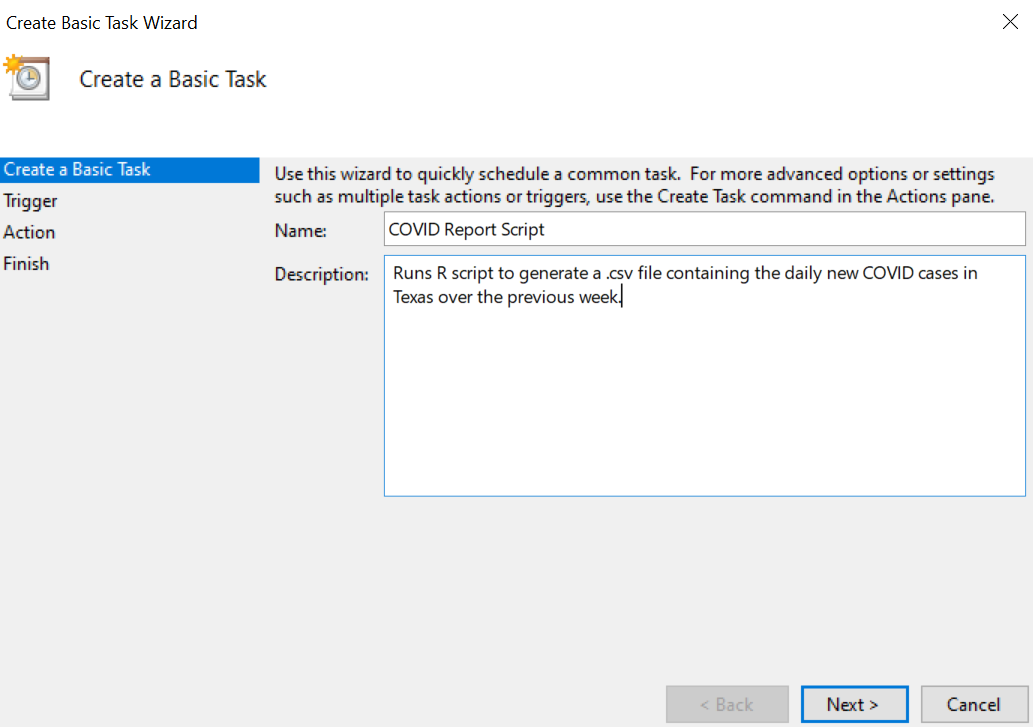 Create Basic Task Wizard
Create a Basic Task
Create a Basic Task
Trigger
Action
Finish
Use this wizard to quickly schedule a common task.  For more advanced options or settings
such as multiple task actions or triggers, use the Create Task command in the Actions pane.
Name:
COVID Report Script
Description:
Runs R script to generate a .csv file containing the daily new COVID cases in
Texas over the previous week.
< Back
Next >
Cancel